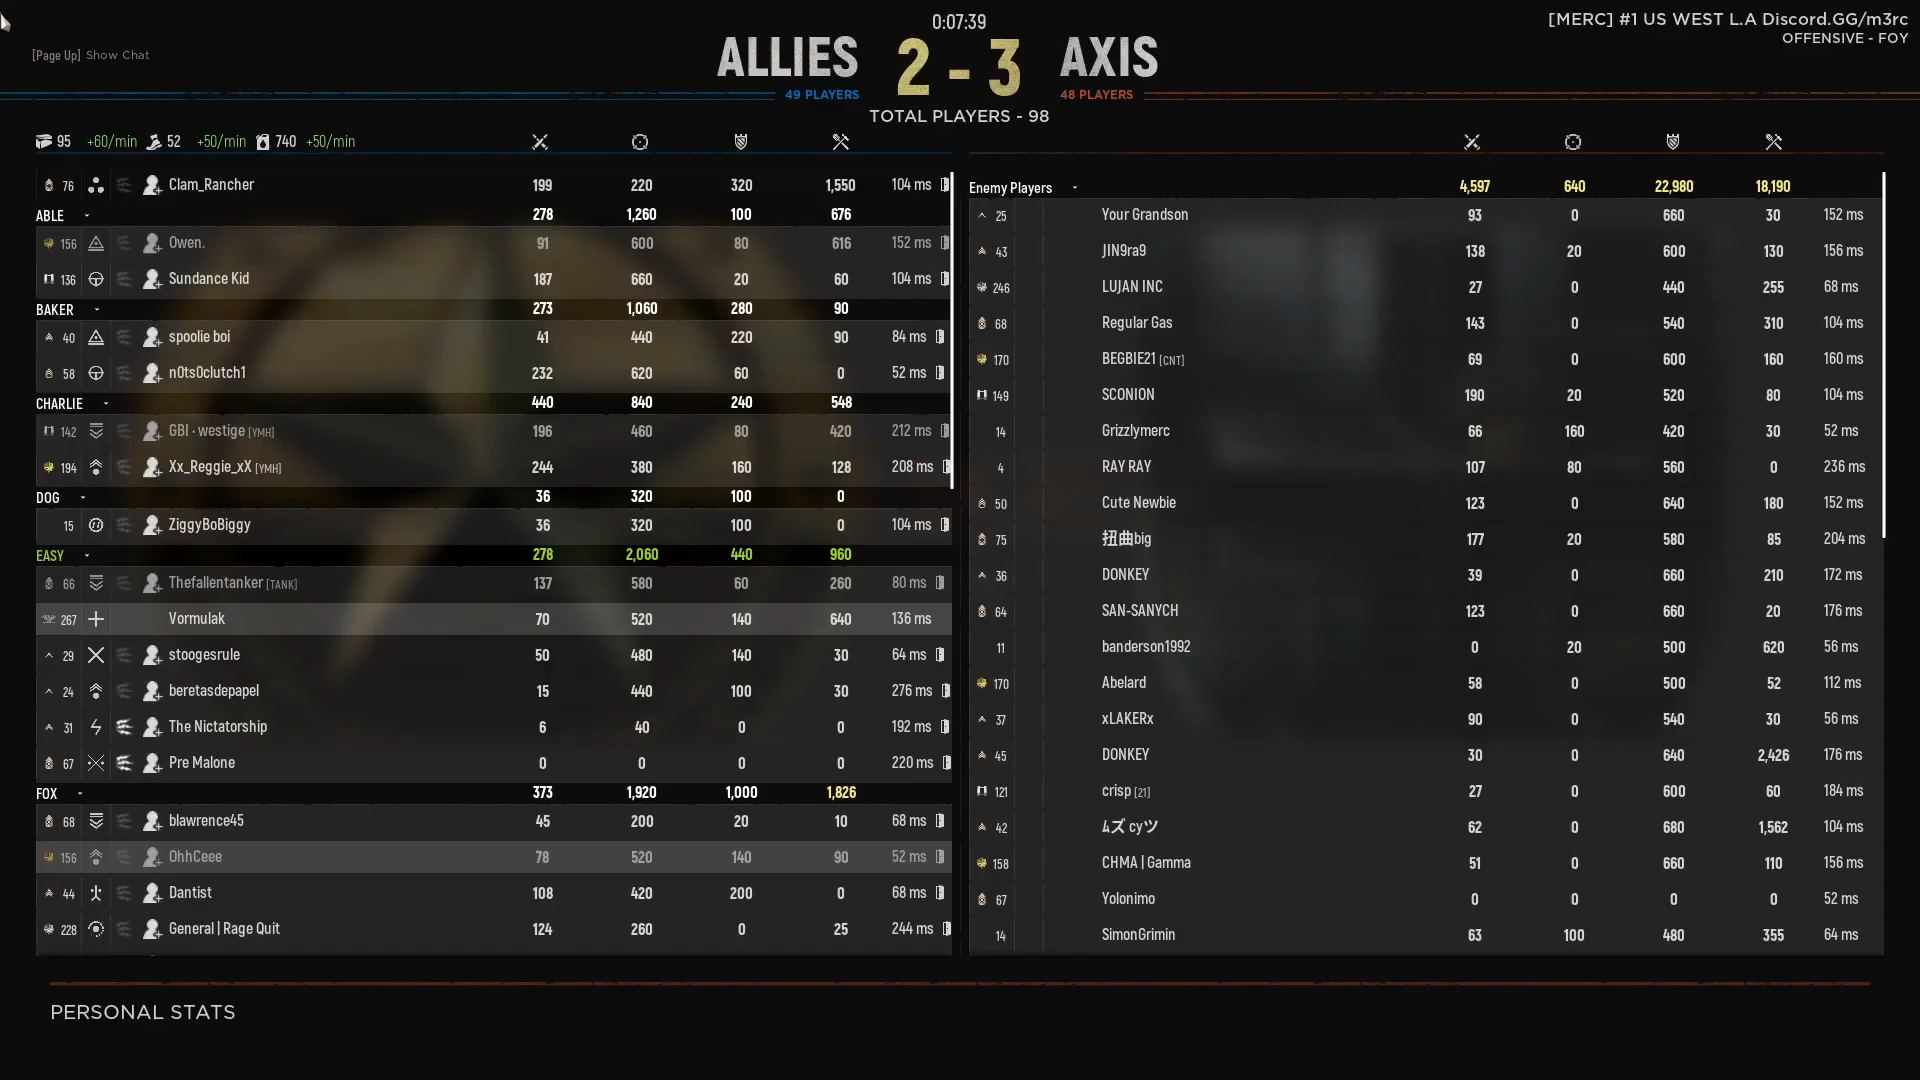 0:07:39
[MERC] #1 US WEST L.A Discord.GG/m3rc
OFFENSIVE - FOY
[Page Up] Show Chat
ALLIES 2 - 3 AXIS
49 PLAYERS
48 PLAYERS
TOTAL PLAYERS - 98
95 +60/min 52 +50/min 740 +50/min
76 Clam_Rancher 199 220 320 1,550 104 ms
ABLE 278 1,260 100 676
156 Owen. 91 600 80 616 152 ms
136 Sundance Kid 187 660 20 60 104 ms
BAKER 273 1,060 280 90
40 spoolie boi 41 440 220 90 84 ms
58 n0ts0clutch1 232 620 60 0 52 ms
CHARLIE 440 840 240 548
142 GBI - westige [YMH] 196 460 80 420 212 ms
194 Xx_Reggie_xX [YMH] 244 380 160 128 208 ms
DOG 36 320 100 0
15 ZiggyBoBiggy 36 320 100 0 104 ms
EASY 278 2,060 440 960
66 Thefallentanker [TANK] 137 580 60 260 80 ms
267 Vormulak 70 520 140 640 136 ms
29 stoogesrule 50 480 140 30 64 ms
24 beretasdepapel 15 440 100 30 276 ms
31 The Nictatorship 6 40 0 0 192 ms
67 Pre Malone 0 0 0 0 220 ms
FOX 373 1,920 1,000 1,826
68 blawrence45 45 200 20 10 68 ms
156 OhhCeee 78 520 140 90 52 ms
44 Dantist 108 420 200 0 68 ms
228 General | Rage Quit 124 260 0 25 244 ms
Enemy Players 4,597 640 22,980 18,190
25 Your Grandson 93 0 660 30 152 ms
43 JIN9ra9 138 20 600 130 156 ms
246 LUJAN INC 27 0 440 255 68 ms
68 Regular Gas 143 0 540 310 104 ms
170 BEGBIE21 [CNT] 69 0 600 160 160 ms
149 SCONION 190 20 520 80 104 ms
14 Grizzlymerc 66 160 420 30 52 ms
4 RAY RAY 107 80 560 0 236 ms
50 Cute Newbie 123 0 640 180 152 ms
75 扭曲big 177 20 580 85 204 ms
36 DONKEY 39 0 660 210 172 ms
64 SAN-SANYCH 123 0 660 20 176 ms
11 banderson1992 0 20 500 620 56 ms
170 Abelard 58 0 500 52 112 ms
37 xLAKERx 90 0 540 30 56 ms
45 DONKEY 30 0 640 2,426 176 ms
121 crisp [21] 27 0 600 60 184 ms
42 ムズ cyツ 62 0 680 1,562 104 ms
158 CHMA | Gamma 51 0 660 110 156 ms
67 Yolonimo 0 0 0 0 52 ms
14 SimonGrimin 63 100 480 355 64 ms
PERSONAL STATS